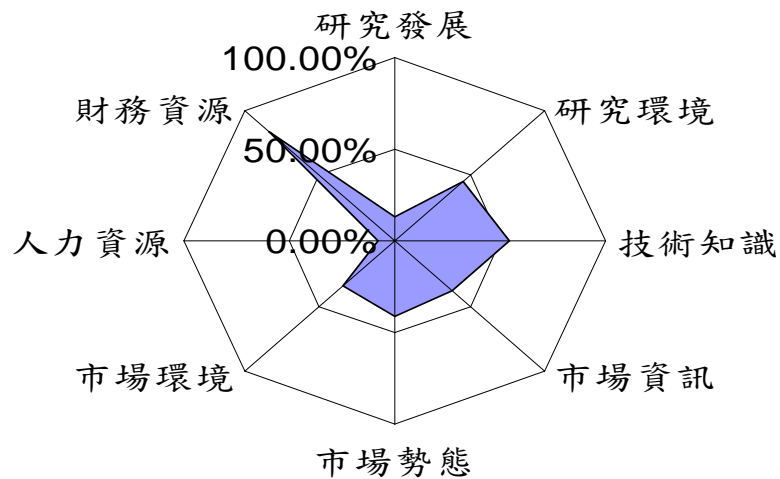 研究發展
100.00%
財務資源
研究環境
50.00%
人力資源
0.00%
技術知識
市場環境
市場資訊
市場勢態